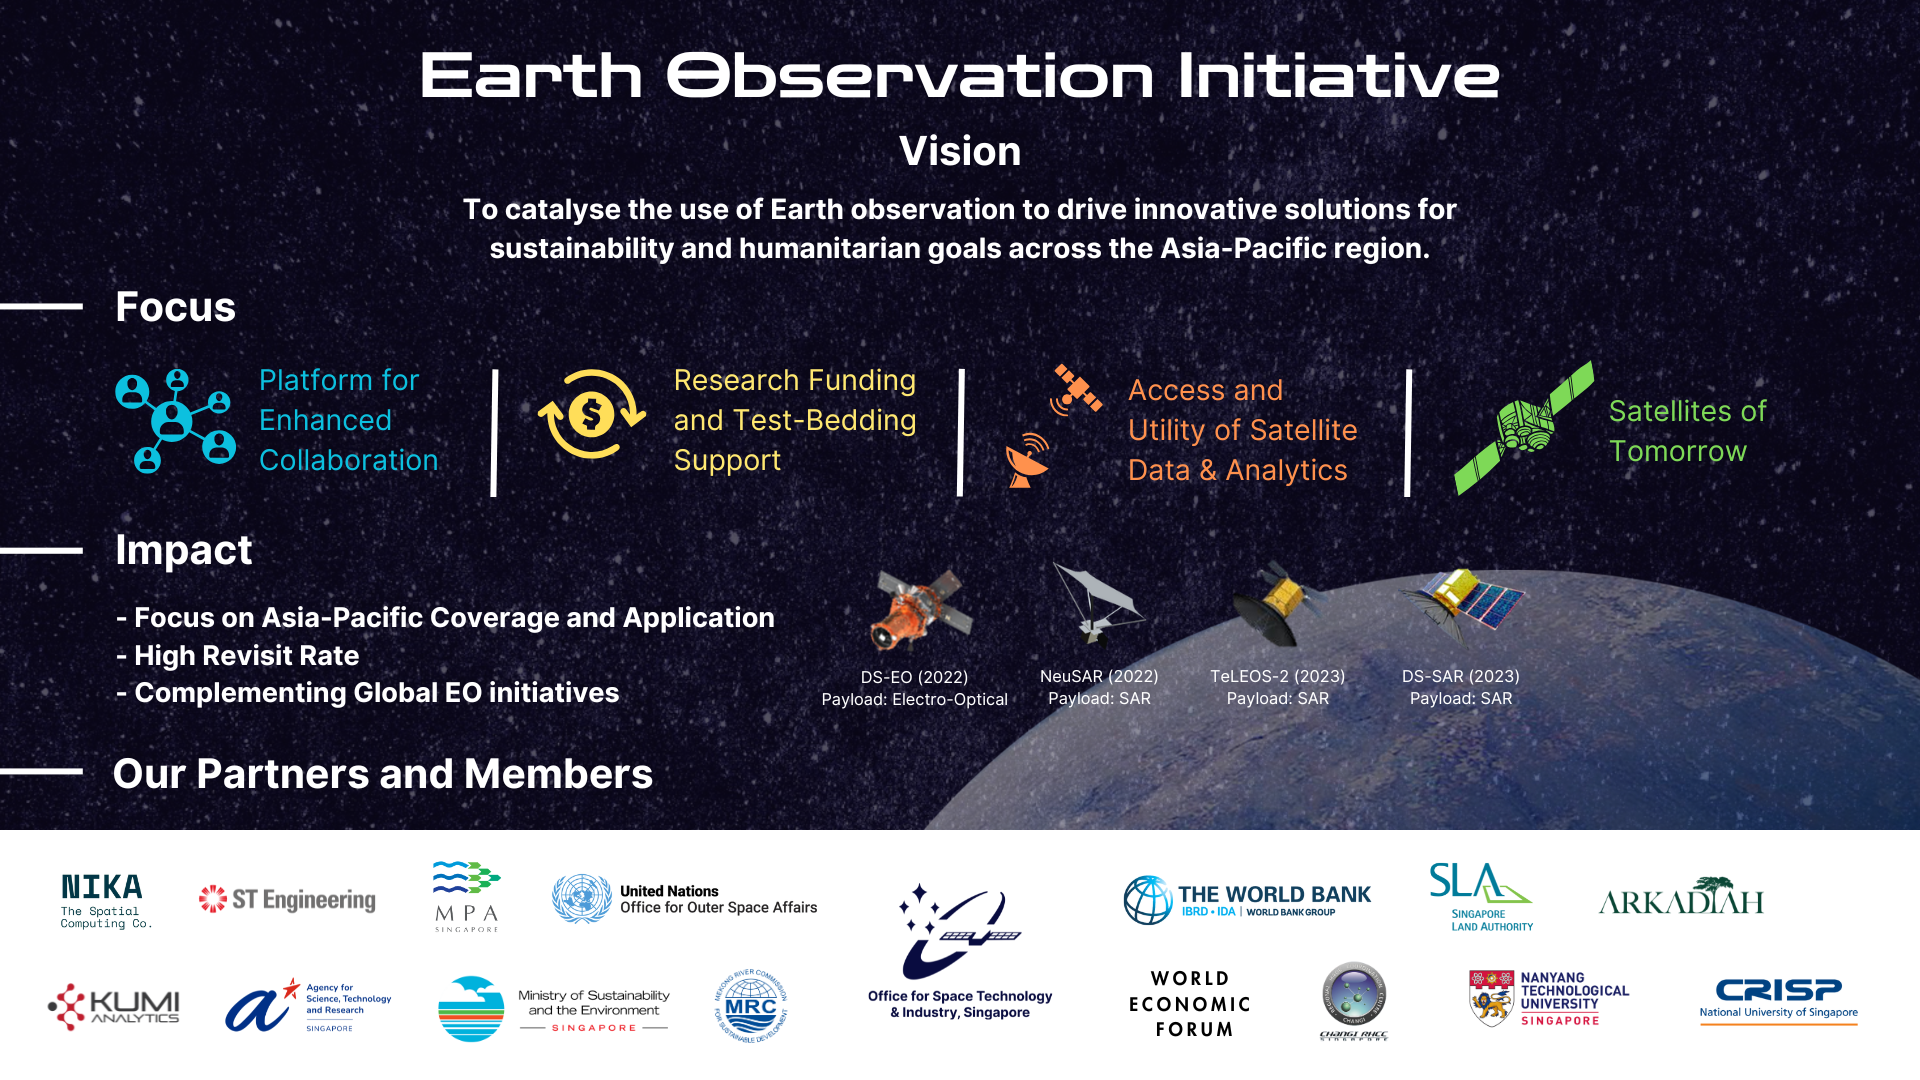 Earth Observation Initiative
Vision
To catalyse the use of Earth observation to drive innovative solutions for
sustainability and humanitarian goals across the Asia-Pacific region.
Focus
Platform for
Enhanced
Collaboration
$
Research Funding
and Test-Bedding
Support
Access and
Utility of Satellite
Data & Analytics
Satellites of
Tomorrow
Impact
- Focus on Asia-Pacific Coverage and Application
- High Revisit Rate
- Complementing Global EO initiatives
DS-EO (2022)
Payload: Electro-Optical
NeuSAR (2022)
Payload: SAR
TeLEOS-2 (2023)
Payload: SAR
DS-SAR (2023)
Payload: SAR
Our Partners and Members
NIKA
The Spatial
Computing Co.
ST Engineering
MPA
SINGAPORE
United Nations
Office for Outer Space Affairs
Office for Space Technology
& Industry, Singapore
THE WORLD BANK
IBRD • IDA | WORLD BANK GROUP
SLA
SINGAPORE
LAND AUTHORITY
ARKADIAH
KUMI
ANALYTICS
a
Agency for
Science, Technology
and Research
SINGAPORE
Ministry of Sustainability
and the Environment
SINGAPORE
MEKONG RIVER COMMISSION
MRC
FOR SUSTAINABLE DEVELOPMENT
WORLD
ECONOMIC
FORUM
CHANGI
CHANGI RHCC
SINGAPORE
NANYANG
TECHNOLOGICAL
UNIVERSITY
SINGAPORE
CRISP
National University of Singapore